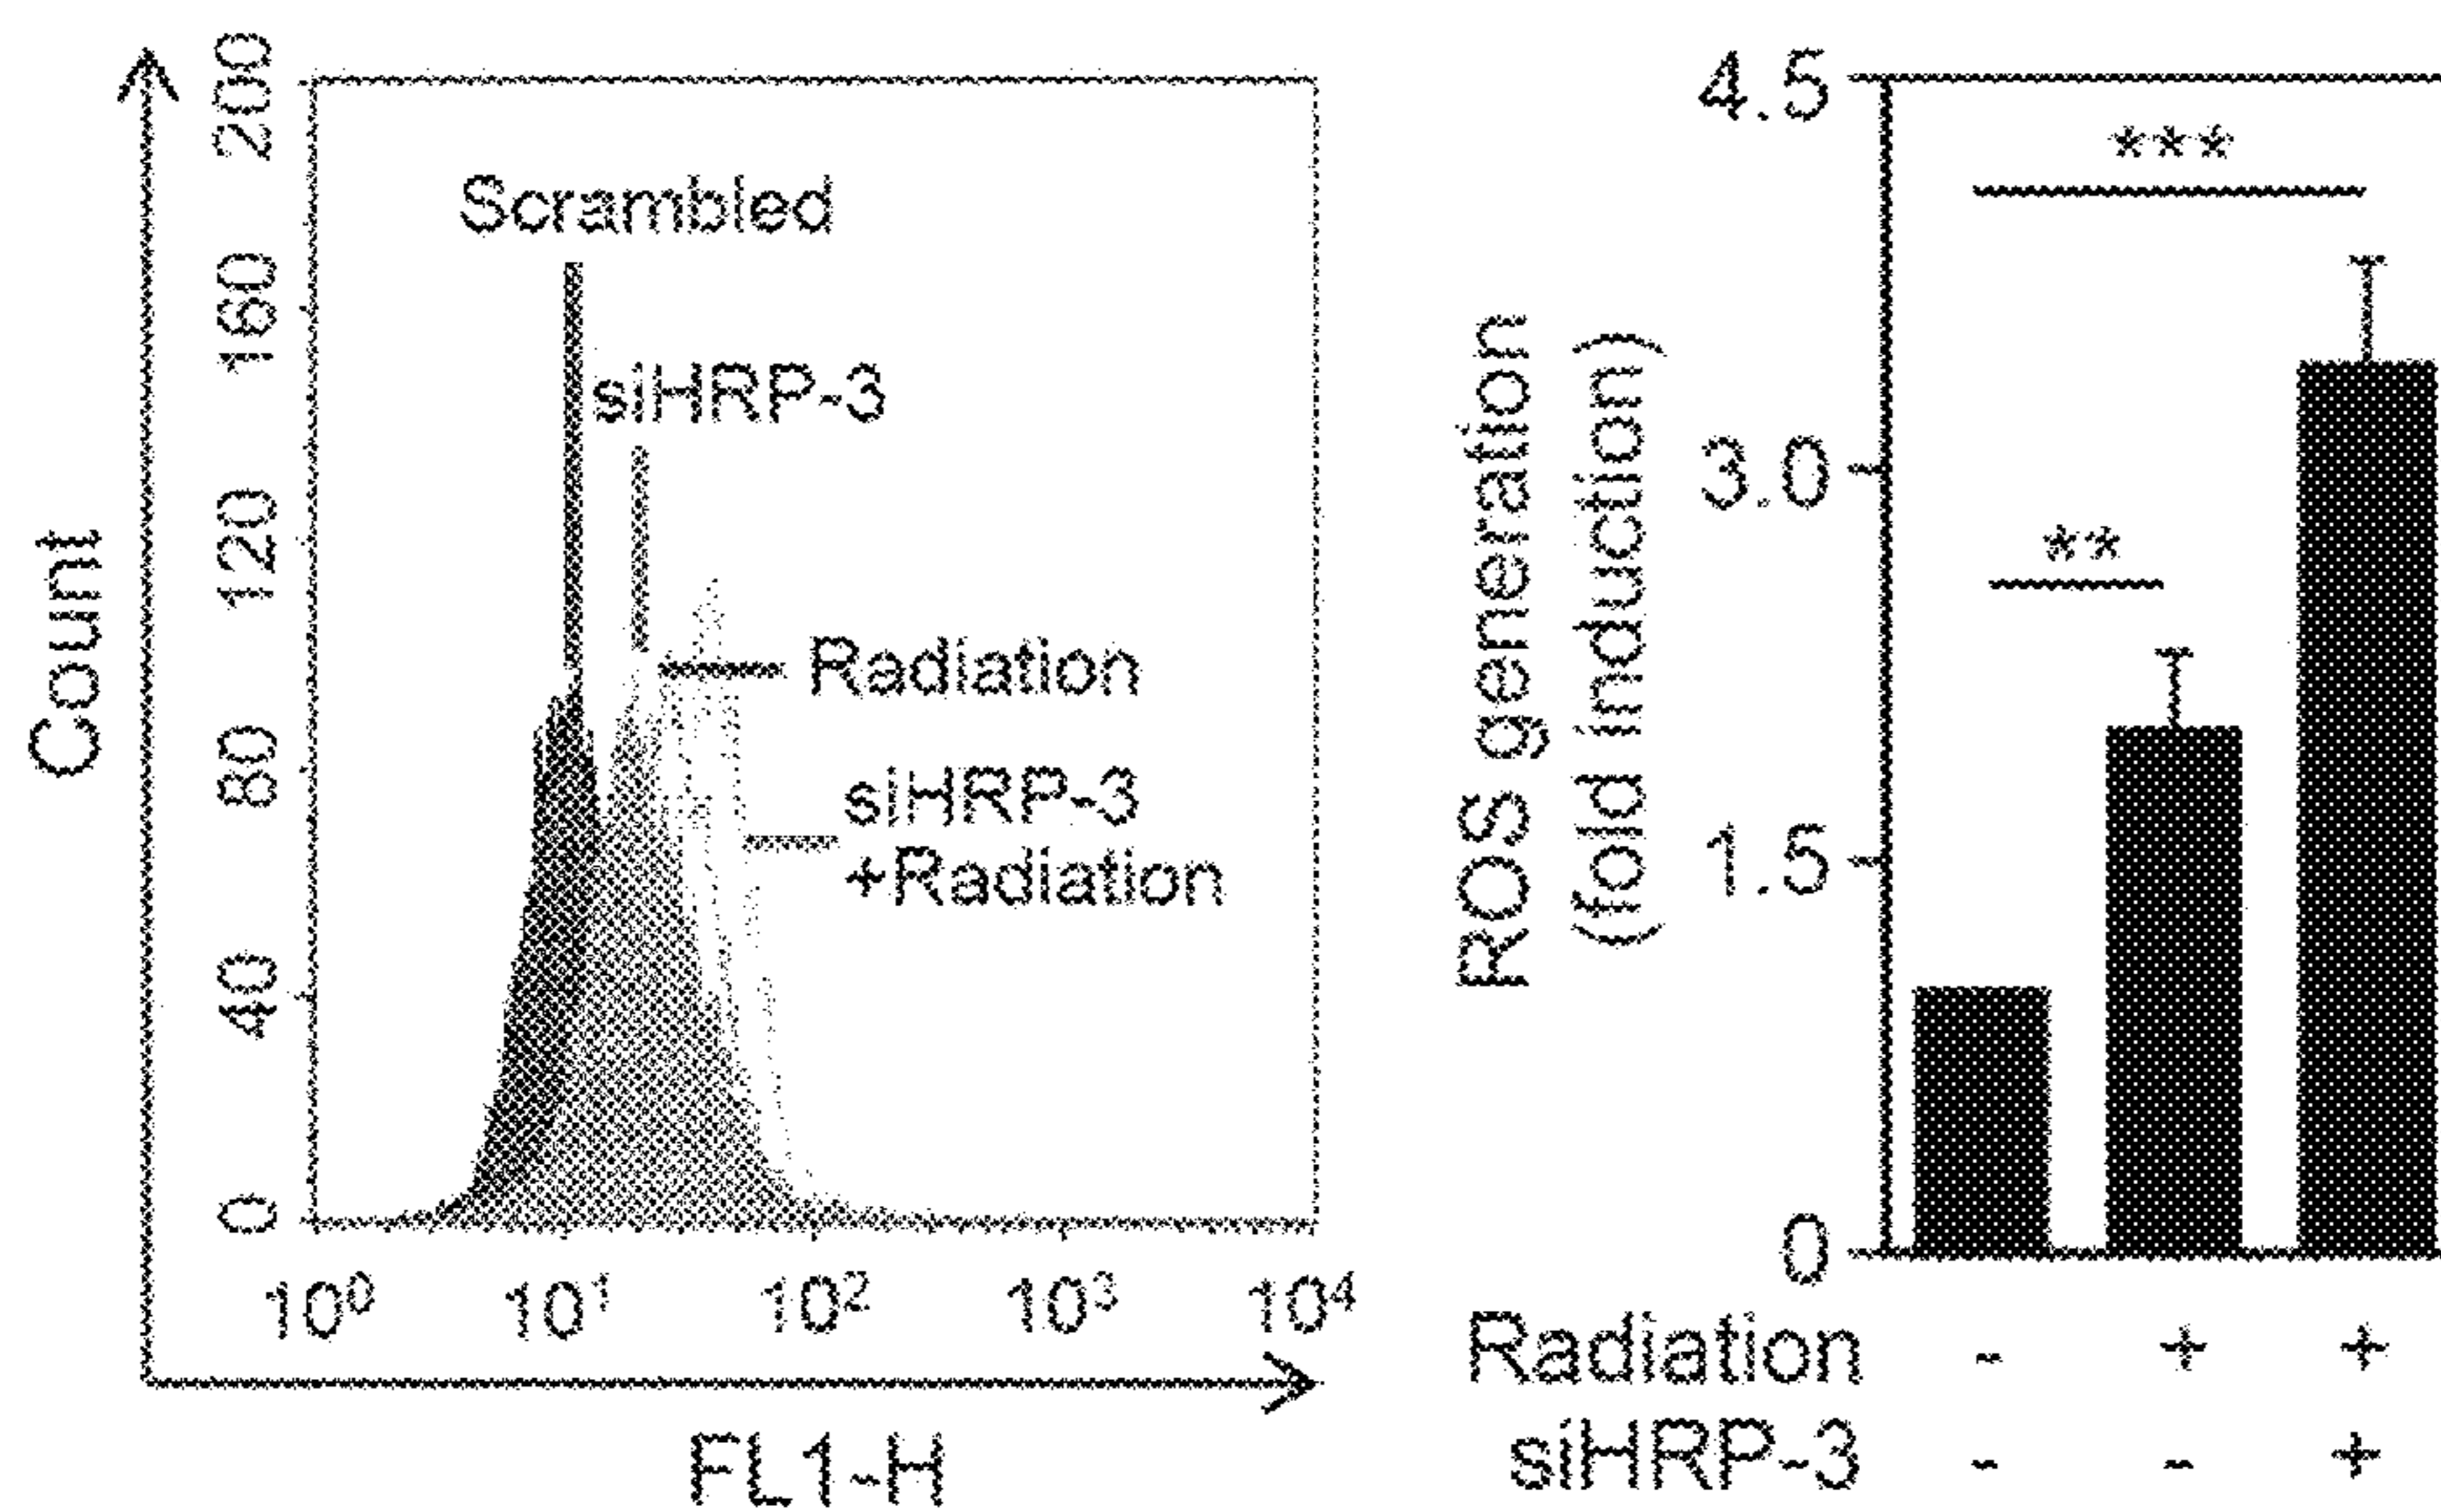 Count
200
160
120
80
40
0
Scrambled
siHRP-3
Radiation
siHRP-3
+Radiation
10⁰ 10¹ 10² 10³ 10⁴
FL1-H
ROS generation
(fold induction)
4.5
3.0
1.5
0
***
**
Radiation - + +
siHRP-3 - - +